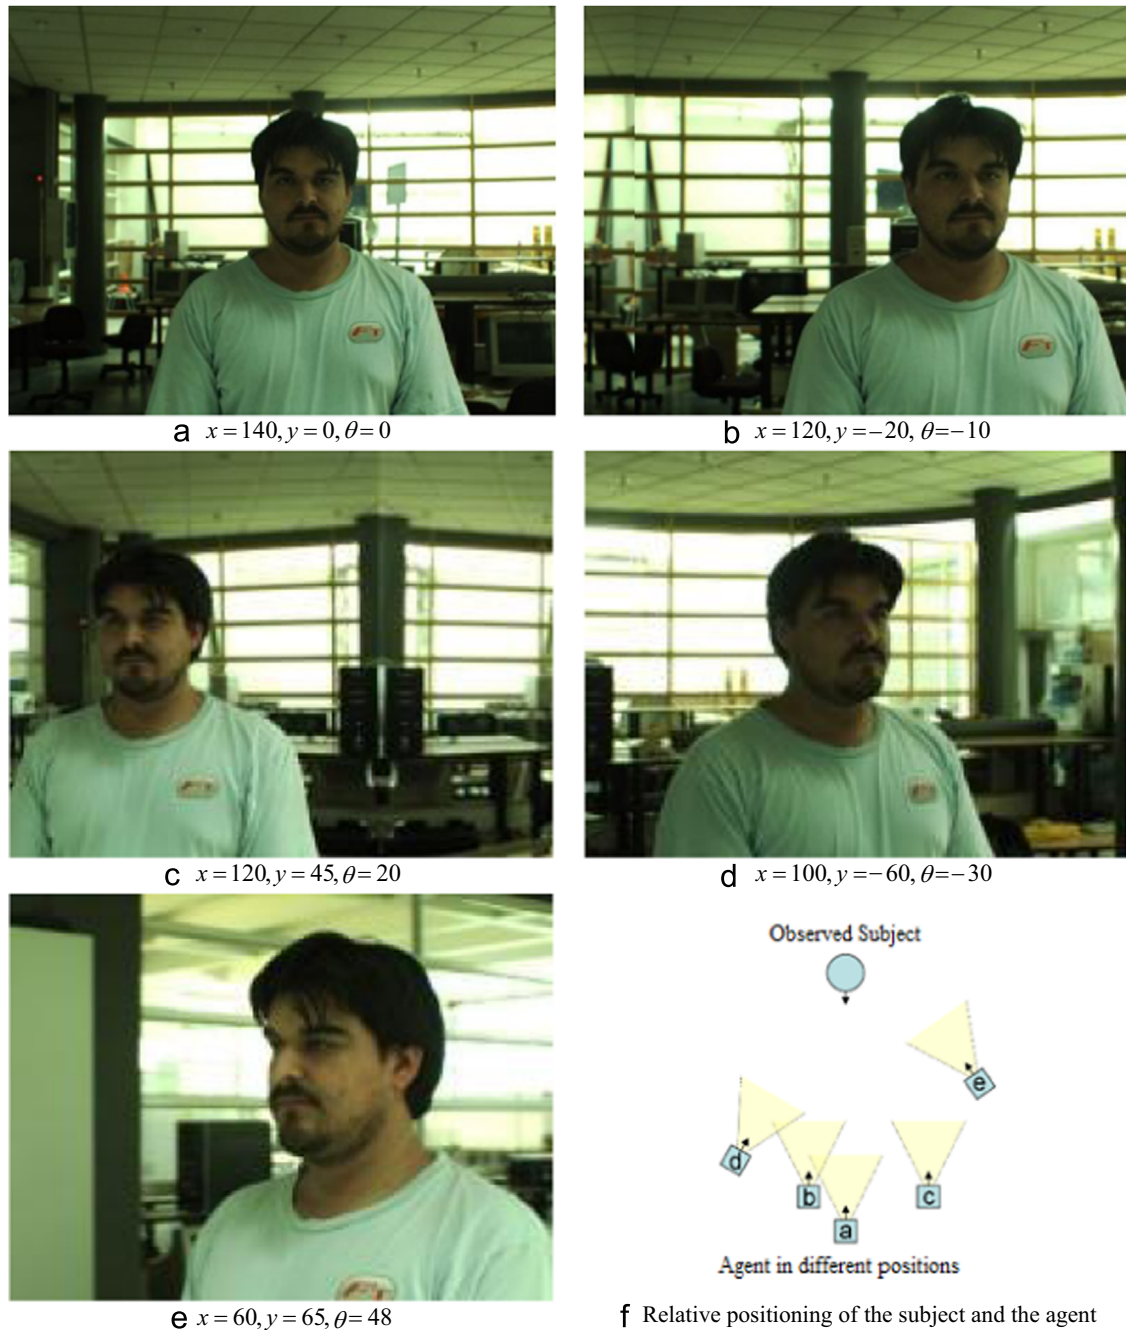 a x = 140, y = 0, θ = 0
b x = 120, y = −20, θ=−10
c x = 120, y = 45, θ = 20
d x = 100, y = −60, θ=−30
Observed Subject
e
d
b
c
a
Agent in different positions
e x = 60, y = 65, θ = 48
f Relative positioning of the subject and the agent